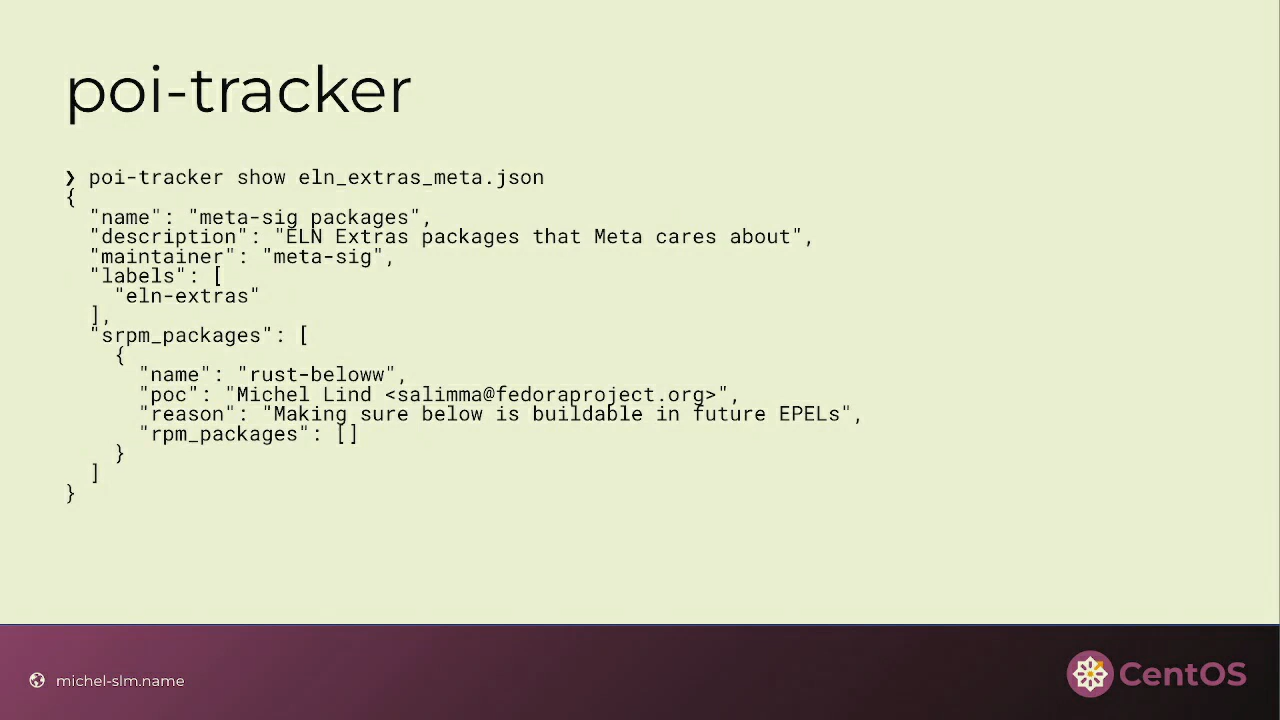 poi-tracker
❯ poi-tracker show eln_extras_meta.json
{
  "name": "meta-sig packages",
  "description": "ELN Extras packages that Meta cares about",
  "maintainer": "meta-sig",
  "labels": [
    "eln-extras"
  ],
  "srpm_packages": [
    {
      "name": "rust-beloww",
      "poc": "Michel Lind <salimma@fedoraproject.org>",
      "reason": "Making sure below is buildable in future EPELs",
      "rpm_packages": []
    }
  ]
}
michel-slm.name
CentOS